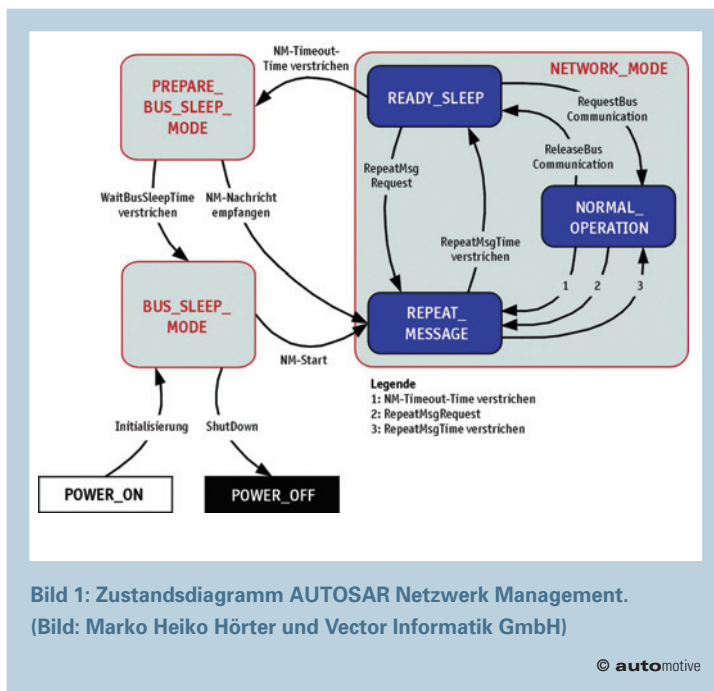 NM-Timeout-
Time verstrichen
PREPARE_
BUS_SLEEP_
MODE
NETWORK_MODE
READY_SLEEP
RequestBus
Communication
ReleaseBus
Communication
RepeatMsg
Request
WaitBusSleepTime
verstrichen
NM-Nachricht
empfangen
NORMAL_
OPERATION
RepeatMsgTime
verstrichen
1
2
3
BUS_SLEEP_
MODE
REPEAT_
MESSAGE
NM-Start
Legende
1: NM-Timeout-Time verstrichen
2: RepeatMsgRequest
3: RepeatMsgTime verstrichen
Initialisierung
ShutDown
POWER_ON
POWER_OFF
Bild 1: Zustandsdiagramm AUTOSAR Netzwerk Management.
(Bild: Marko Heiko Hörter und Vector Informatik GmbH)
© automotive